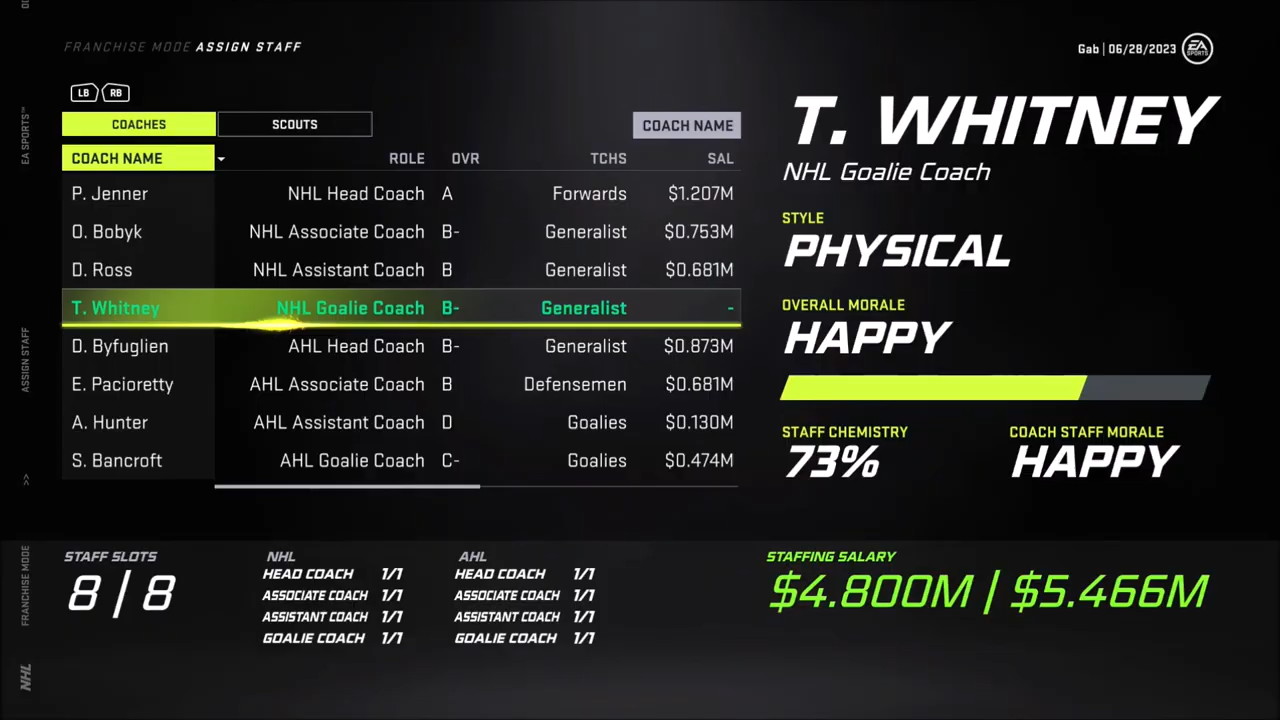 FRANCHISE MODE ASSIGN STAFF
Gab | 06/28/2023
EA SPORTS
LB RB
COACHES SCOUTS COACH NAME
COACH NAME ROLE OVR TCHS SAL
P. Jenner NHL Head Coach A Forwards $1.207M
O. Bobyk NHL Associate Coach B- Generalist $0.753M
D. Ross NHL Assistant Coach B Generalist $0.681M
T. Whitney NHL Goalie Coach B- Generalist -
D. Byfuglien AHL Head Coach B- Generalist $0.873M
E. Pacioretty AHL Associate Coach B Defensemen $0.681M
A. Hunter AHL Assistant Coach D Goalies $0.130M
S. Bancroft AHL Goalie Coach C- Goalies $0.474M
T. WHITNEY
NHL Goalie Coach
STYLE
PHYSICAL
OVERALL MORALE
HAPPY
STAFF CHEMISTRY COACH STAFF MORALE
73% HAPPY
STAFF SLOTS
8 / 8
NHL
HEAD COACH 1/1
ASSOCIATE COACH 1/1
ASSISTANT COACH 1/1
GOALIE COACH 1/1
AHL
HEAD COACH 1/1
ASSOCIATE COACH 1/1
ASSISTANT COACH 1/1
GOALIE COACH 1/1
STAFFING SALARY
$4.800M | $5.466M
NHL FRANCHISE MODE >> ASSIGN STAFF EA SPORTS™